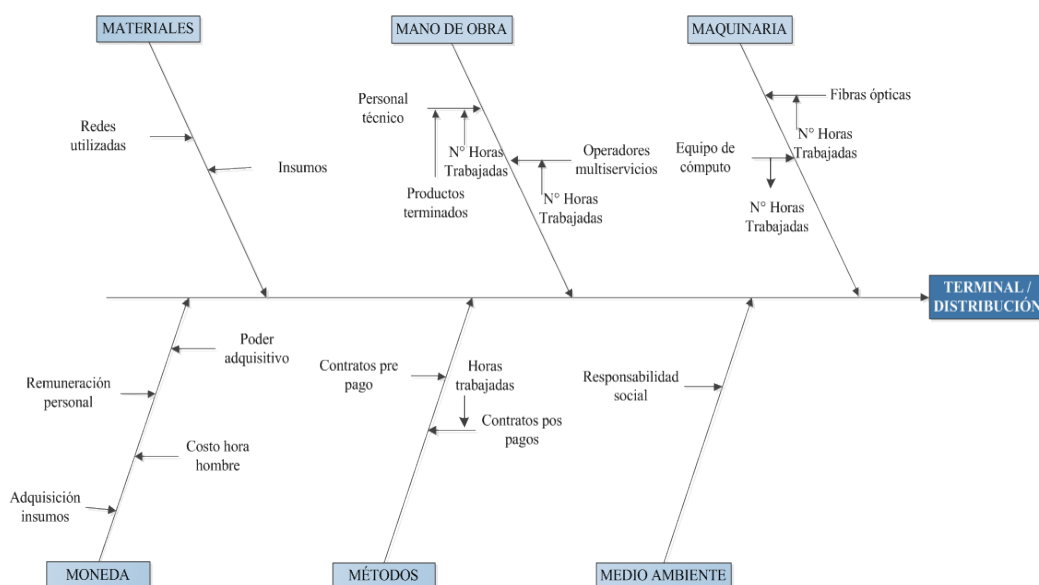 MATERIALES
MANO DE OBRA
MAQUINARIA
Redes
utilizadas
Insumos
Personal
técnico
N° Horas
Trabajadas
Productos
terminados
Operadores
multiservicios
N° Horas
Trabajadas
Fibras ópticas
N° Horas
Trabajadas
Equipo de
cómputo
N° Horas
Trabajadas
TERMINAL /
DISTRIBUCIÓN
Poder
adquisitivo
Remuneración
personal
Costo hora
hombre
Adquisición
insumos
Contratos pre
pago
Horas
trabajadas
Contratos pos
pagos
Responsabilidad
social
MONEDA
MÉTODOS
MEDIO AMBIENTE